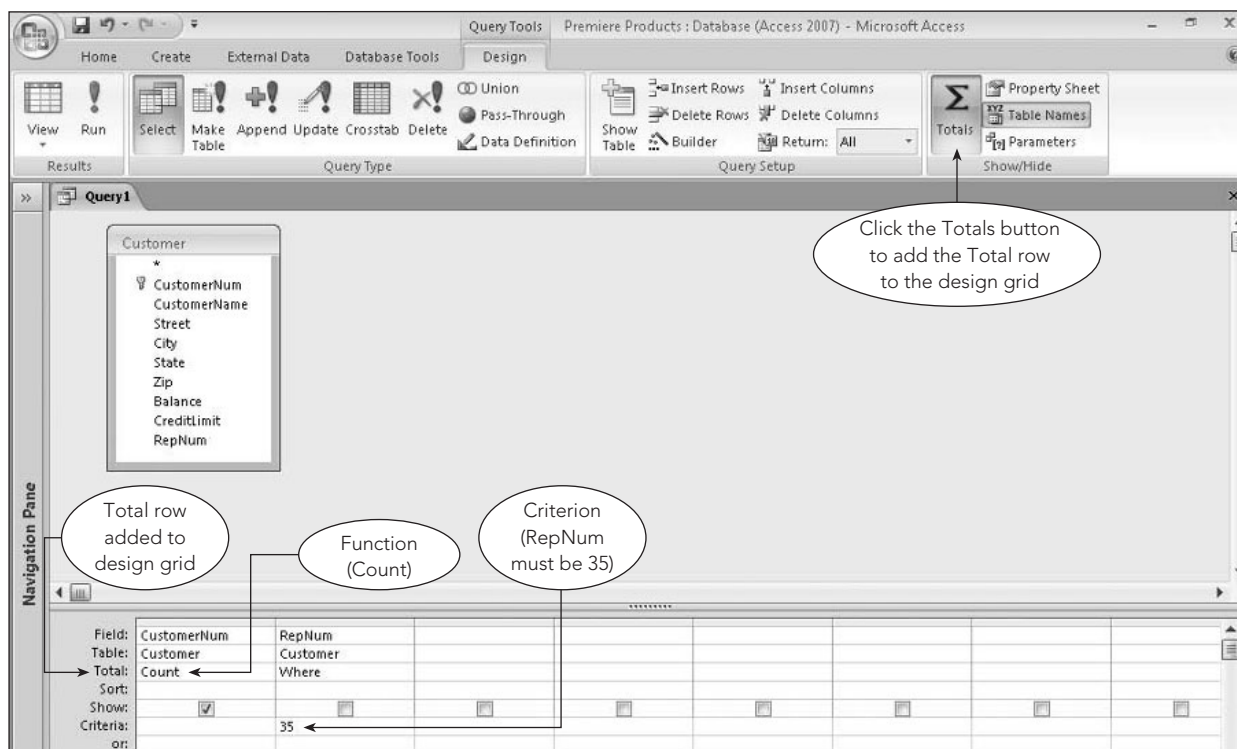 Query Tools
Premiere Products : Database (Access 2007) - Microsoft Access
Home
Create
External Data
Database Tools
Design
View
Run
Select
Make Table
Append
Update
Crosstab
Delete
Union
Pass-Through
Data Definition
Show Table
Insert Rows
Delete Rows
Builder
Insert Columns
Delete Columns
Return: All
Totals
Property Sheet
Table Names
Parameters
Results
Query Type
Query Setup
Show/Hide
Query1
Click the Totals button
to add the Total row
to the design grid
Customer
*
CustomerNum
CustomerName
Street
City
State
Zip
Balance
CreditLimit
RepNum
Navigation Pane
Total row
added to
design grid
Function
(Count)
Criterion
(RepNum
must be 35)
Field: CustomerNum RepNum
Table: Customer Customer
Total: Count Where
Sort:
Show:
Criteria: 35
or: